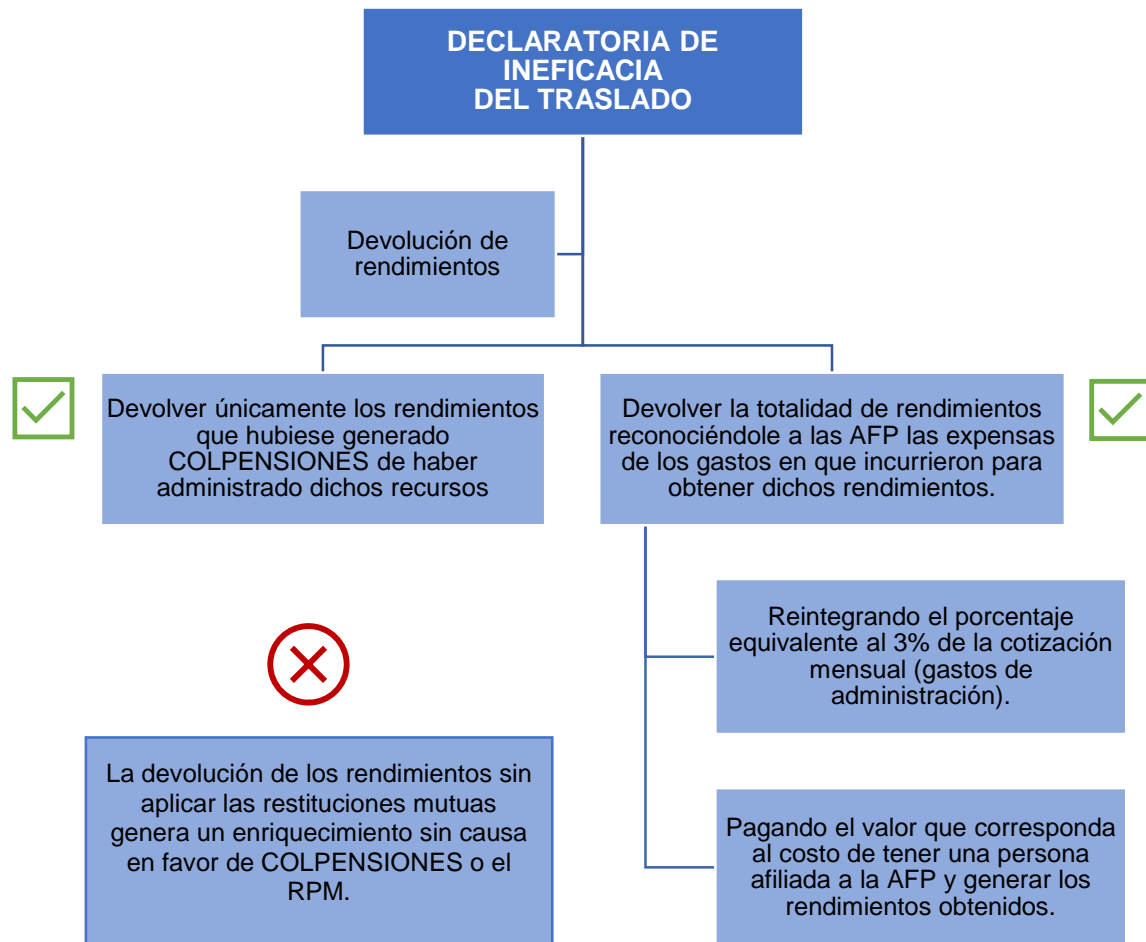 DECLARATORIA DE
INEFICACIA
DEL TRASLADO
Devolución de
rendimientos
Devolver únicamente los rendimientos
que hubiese generado
COLPENSIONES de haber
administrado dichos recursos
Devolver la totalidad de rendimientos
reconociéndole a las AFP las expensas
de los gastos en que incurrieron para
obtener dichos rendimientos.
Reintegrando el porcentaje
equivalente al 3% de la cotización
mensual (gastos de
administración).
La devolución de los rendimientos sin
aplicar las restituciones mutuas
genera un enriquecimiento sin causa
en favor de COLPENSIONES o el
RPM.
Pagando el valor que corresponda
al costo de tener una persona
afiliada a la AFP y generar los
rendimientos obtenidos.